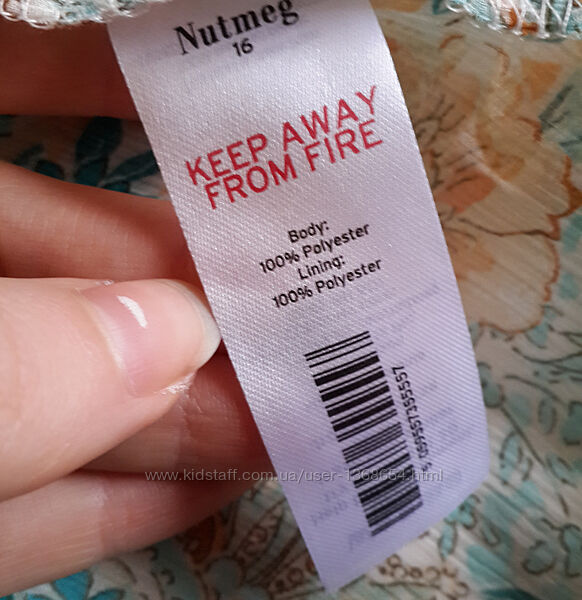 Nutmeg
16
KEEP AWAY
FROM FIRE
Body:
100% Polyester
Lining:
100% Polyester
www.kidstaff.com.ua/user-1368654.html